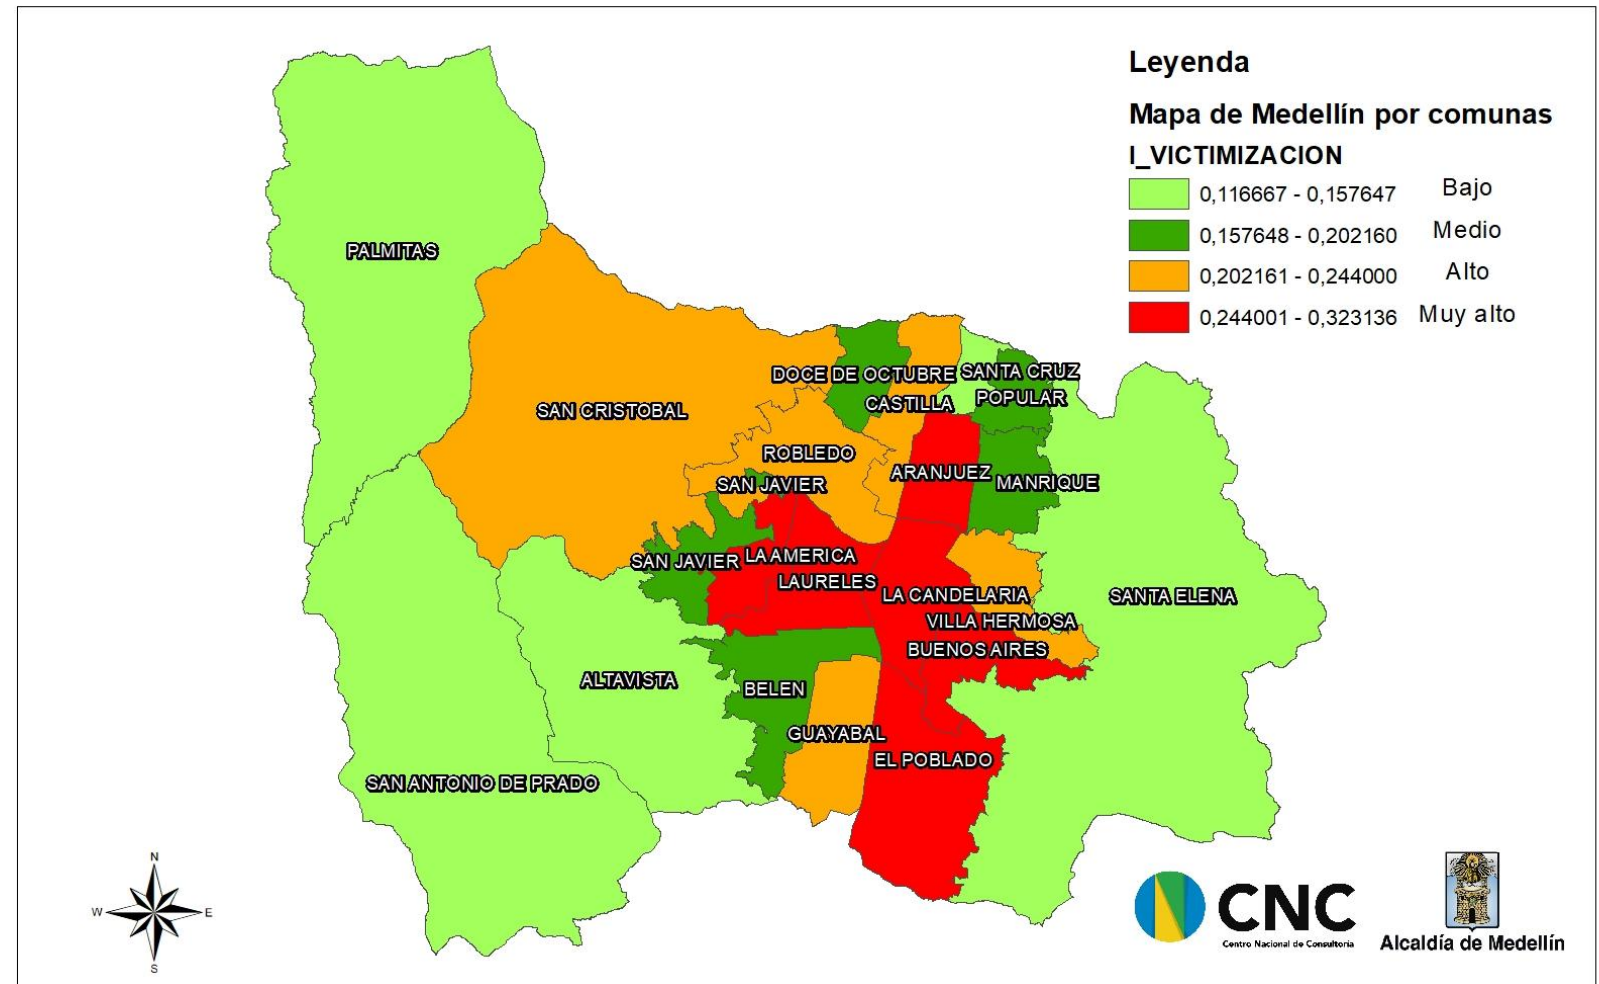 Leyenda
Mapa de Medellín por comunas
I_VICTIMIZACION
0,116667 - 0,157647 Bajo
0,157648 - 0,202160 Medio
0,202161 - 0,244000 Alto
0,244001 - 0,323136 Muy alto
PALMITAS
SAN CRISTOBAL
DOCE DE OCTUBRE
SANTA CRUZ
CASTILLA
POPULAR
ROBLEDO
ARANJUEZ
MANRIQUE
SAN JAVIER
SAN JAVIER
LA AMERICA
LAURELES
LA CANDELARIA
SANTA ELENA
VILLA HERMOSA
BUENOS AIRES
ALTAVISTA
BELEN
GUAYABAL
EL POBLADO
SAN ANTONIO DE PRADO
N
W
E
S
CNC
Centro Nacional de Consultoría
Alcaldía de Medellín